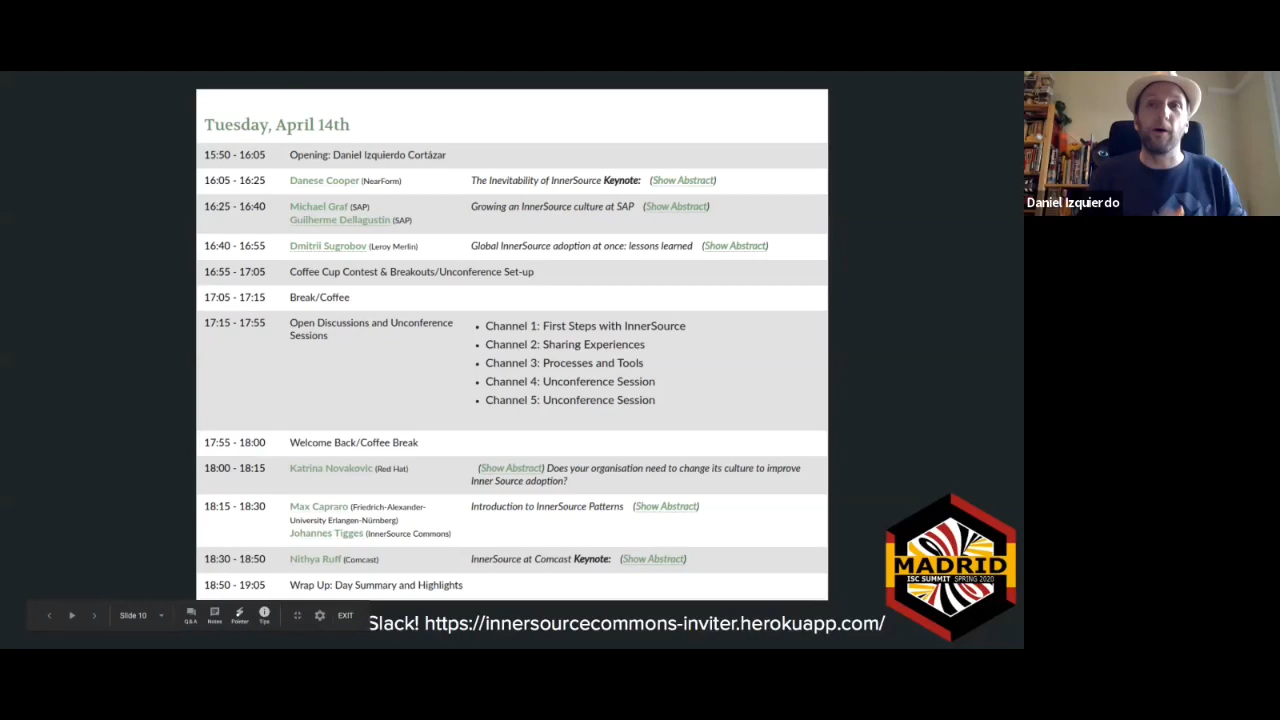 Tuesday, April 14th
15:50 - 16:05 Opening: Daniel Izquierdo Cortázar
16:05 - 16:25 Danese Cooper (NearForm) The Inevitability of InnerSource Keynote: (Show Abstract)
16:25 - 16:40 Michael Graf (SAP) Growing an InnerSource culture at SAP (Show Abstract)
Guilherme Dellagustin (SAP)
16:40 - 16:55 Dmitrii Sugrobov (Leroy Merlin) Global InnerSource adoption at once: lessons learned (Show Abstract)
16:55 - 17:05 Coffee Cup Contest & Breakouts/Unconference Set-up
17:05 - 17:15 Break/Coffee
17:15 - 17:55 Open Discussions and Unconference
Sessions
• Channel 1: First Steps with InnerSource
• Channel 2: Sharing Experiences
• Channel 3: Processes and Tools
• Channel 4: Unconference Session
• Channel 5: Unconference Session
17:55 - 18:00 Welcome Back/Coffee Break
18:00 - 18:15 Katrina Novakovic (Red Hat) (Show Abstract) Does your organisation need to change its culture to improve
Inner Source adoption?
18:15 - 18:30 Max Capraro (Friedrich-Alexander- Introduction to InnerSource Patterns (Show Abstract)
University Erlangen-Nürnberg)
Johannes Tigges (InnerSource Commons)
18:30 - 18:50 Nithya Ruff (Comcast) InnerSource at Comcast Keynote: (Show Abstract)
18:50 - 19:05 Wrap Up: Day Summary and Highlights
Slide 10
Q&A Notes Pointer Tips EXIT
Slack! https://innersourcecommons-inviter.herokuapp.com/
MADRID
ISC SUMMIT SPRING 2020
Daniel Izquierdo